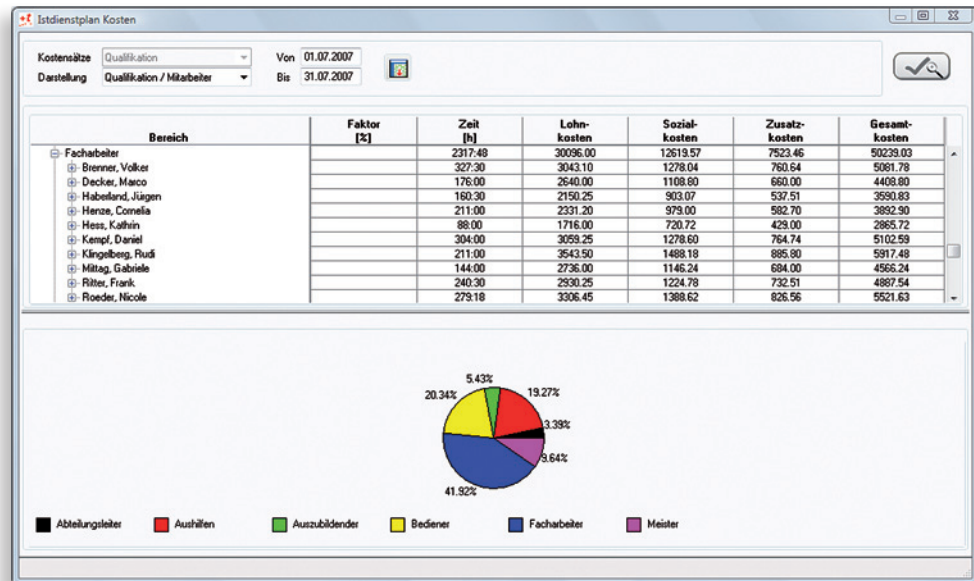 Istdienstplan Kosten
Kostensätze Qualifikation Von 01.07.2007
Darstellung Qualifikation / Mitarbeiter Bis 31.07.2007
Bereich Faktor [%] Zeit [h] Lohn- kosten Sozial- kosten Zusatz- kosten Gesamt- kosten
Facharbeiter 2317:48 30096.00 12619.57 7523.46 50239.03
Brenner, Volker 327:30 3043.10 1278.04 760.64 5081.78
Decker, Marco 176:00 2640.00 1108.80 660.00 4408.80
Haberland, Jürgen 160:30 2150.25 903.07 537.51 3590.83
Henze, Cornelia 211:00 2331.20 979.00 582.70 3892.90
Hess, Kathrin 88:00 1716.00 720.72 429.00 2865.72
Kempf, Daniel 304:00 3059.25 1278.60 764.74 5102.59
Klingelberg, Rudi 211:00 3543.50 1488.18 885.80 5917.48
Mittag, Gabriele 144:00 2736.00 1146.24 684.00 4566.24
Ritter, Frank 240:30 2930.25 1224.78 732.51 4887.54
Roeder, Nicole 279:18 3306.45 1388.62 826.56 5521.63
5.43%
20.34% 19.27%
3.39%
9.64%
41.92%
Abteilungsleiter Aushilfen Auszubildender Bediener Facharbeiter Meister